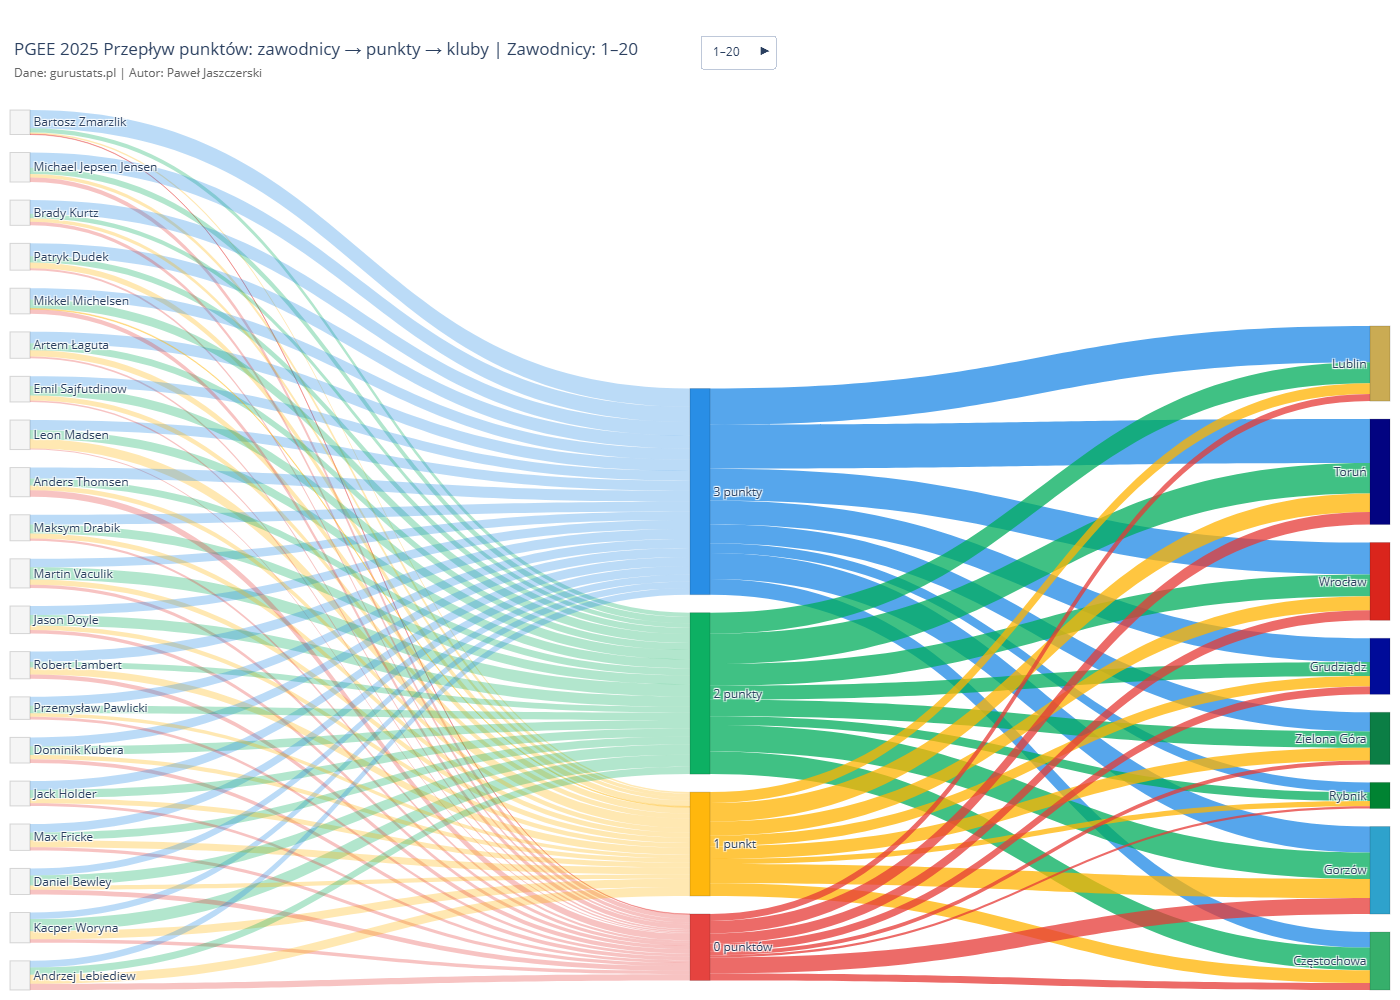 PGEE 2025 Przepływ punktów: zawodnicy → punkty → kluby | Zawodnicy: 1–20
1–20 ►
Dane: gurustats.pl | Autor: Paweł Jaszczerski
Bartosz Zmarzlik
Michael Jepsen Jensen
Brady Kurtz
Patryk Dudek
Mikkel Michelsen
Artem Łaguta
Emil Sajfutdinow
Leon Madsen
Anders Thomsen
Maksym Drabik
Martin Vaculik
Jason Doyle
Robert Lambert
Przemysław Pawlicki
Dominik Kubera
Jack Holder
Max Fricke
Daniel Bewley
Kacper Woryna
Andrzej Lebiediew
3 punkty
2 punkty
1 punkt
0 punktów
Lublin
Toruń
Wrocław
Grudziądz
Zielona Góra
Rybnik
Gorzów
Częstochowa